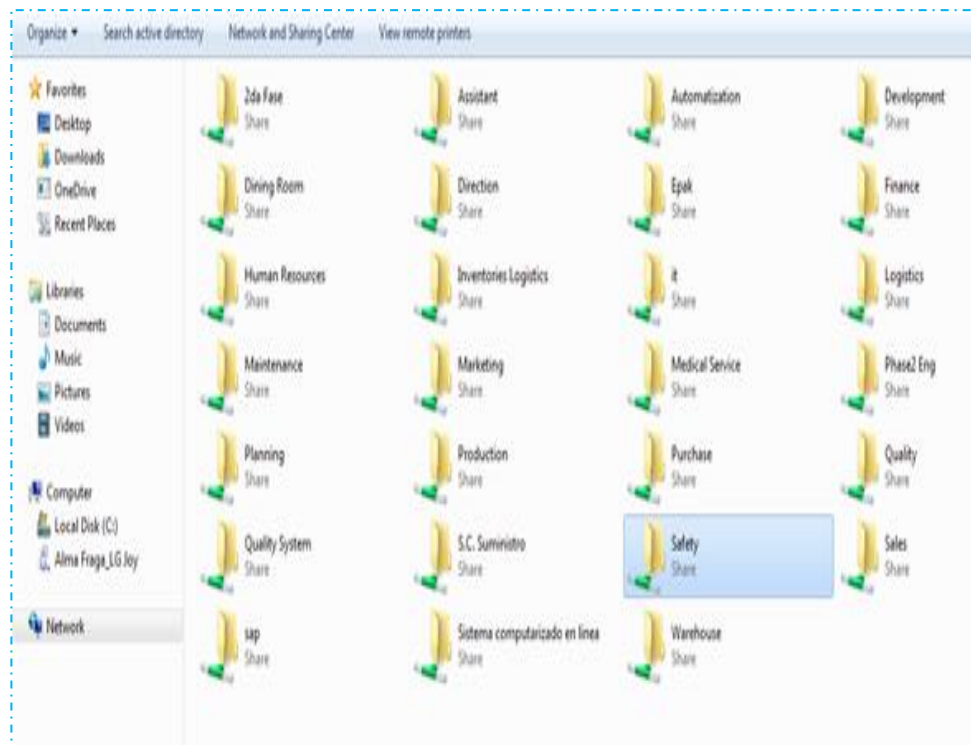 Organize Search active directory Network and Sharing Center View remote printers
Favorites
Desktop
Downloads
OneDrive
Recent Places
Libraries
Documents
Music
Pictures
Videos
Computer
Local Disk (C:)
Alma Fraga_LG Joy
Network
2da Fase
Share
Assistant
Share
Automatization
Share
Development
Share
Dining Room
Share
Direction
Share
Epak
Share
Finance
Share
Human Resources
Share
Inventories Logistics
Share
it
Share
Logistics
Share
Maintenance
Share
Marketing
Share
Medical Service
Share
Phase2 Eng
Share
Planning
Share
Production
Share
Purchase
Share
Quality
Share
Quality System
Share
S.C. Suministro
Share
Safety
Share
Sales
Share
sap
Share
Sistema computarizado en linea
Share
Warehouse
Share